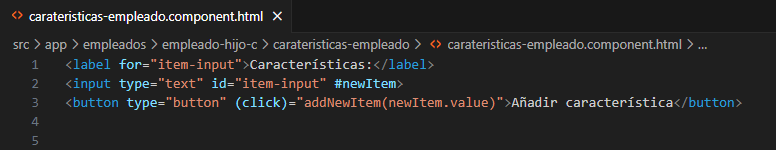 carateristicas-empleado.component.html
src > app > empleados > empleado-hijo-c > carateristicas-empleado > carateristicas-empleado.component.html > ...
1 <label for="item-input">Características:</label>
2 <input type="text" id="item-input" #newItem>
3 <button type="button" (click)="addNewItem(newItem.value)">Añadir característica</button>
4
5